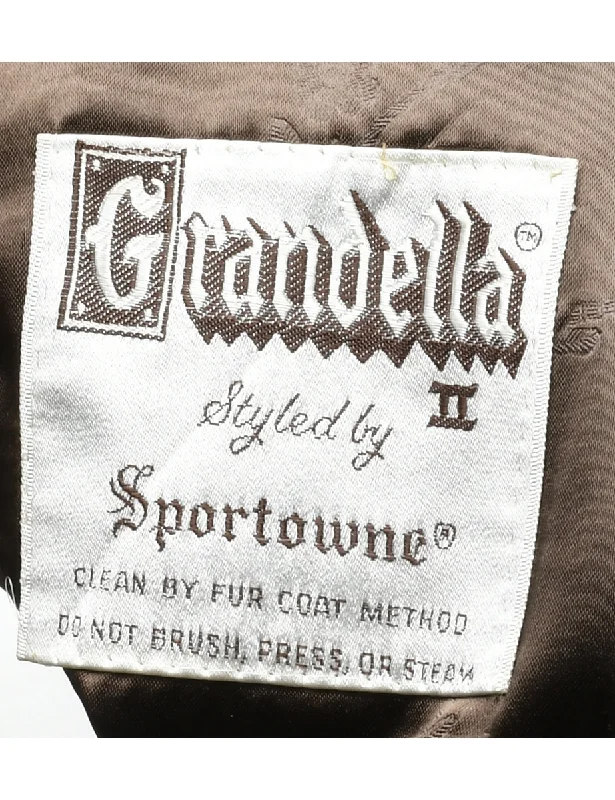 Grandella™
II
Styled by
Sportowne®
CLEAN BY FUR COAT METHOD
DO NOT BRUSH, PRESS, OR STEAM